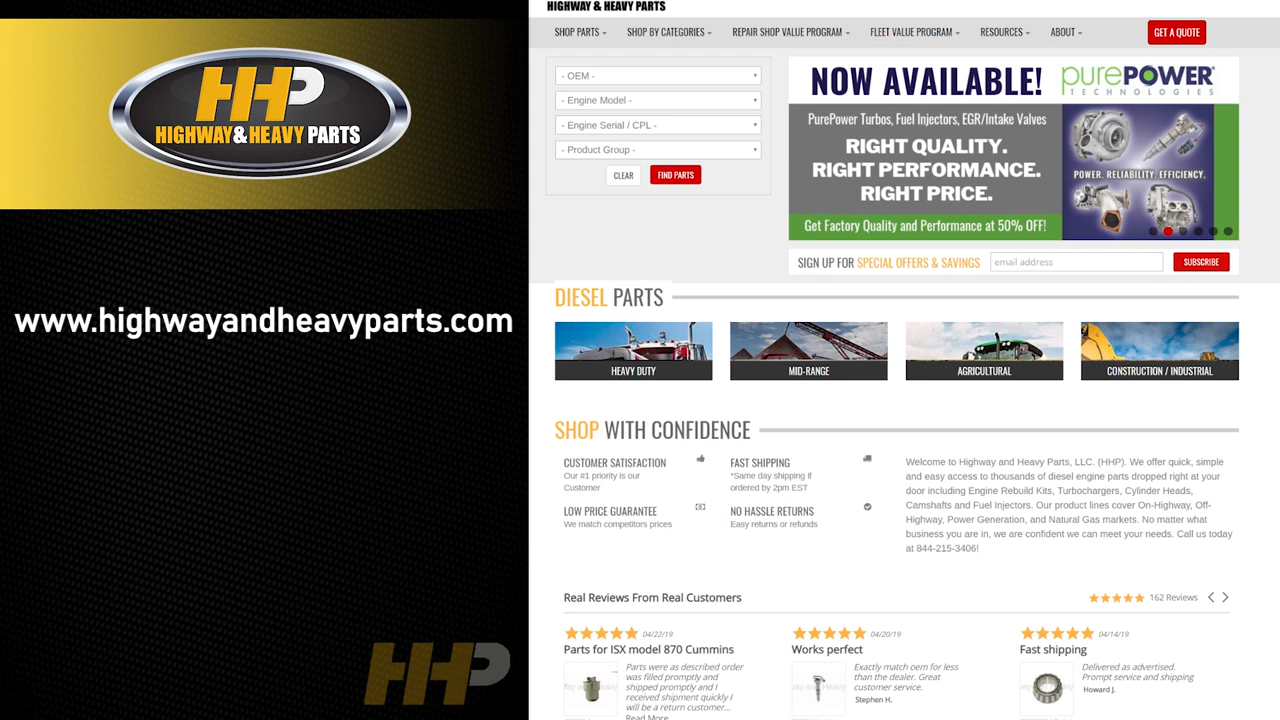 HHP
HIGHWAY & HEAVY PARTS
www.highwayandheavyparts.com
HHP
HIGHWAY & HEAVY PARTS
SHOP PARTS
SHOP BY CATEGORIES
REPAIR SHOP VALUE PROGRAM
FLEET VALUE PROGRAM
RESOURCES
ABOUT
GET A QUOTE
- OEM -
- Engine Model -
- Engine Serial / CPL -
- Product Group -
CLEAR
FIND PARTS
NOW AVAILABLE!
purePOWER
TECHNOLOGIES
PurePower Turbos, Fuel Injectors, EGR/Intake Valves
RIGHT QUALITY.
RIGHT PERFORMANCE.
RIGHT PRICE.
POWER. RELIABILITY. EFFICIENCY.
Get Factory Quality and Performance at 50% OFF!
SIGN UP FOR SPECIAL OFFERS & SAVINGS
email address
SUBSCRIBE
DIESEL PARTS
HEAVY DUTY
MID-RANGE
AGRICULTURAL
CONSTRUCTION / INDUSTRIAL
SHOP WITH CONFIDENCE
CUSTOMER SATISFACTION
Our #1 priority is our
Customer
FAST SHIPPING
*Same day shipping if
ordered by 2pm EST
LOW PRICE GUARANTEE
We match competitors prices
NO HASSLE RETURNS
Easy returns or refunds
Welcome to Highway and Heavy Parts, LLC. (HHP). We offer quick, simple
and easy access to thousands of diesel engine parts dropped right at your
door including Engine Rebuild Kits, Turbochargers, Cylinder Heads,
Camshafts and Fuel Injectors. Our product lines cover On-Highway, Off-
Highway, Power Generation, and Natural Gas markets. No matter what
business you are in, we are confident we can meet your needs. Call us today
at 844-215-3406!
Real Reviews From Real Customers
162 Reviews
04/22/19
Parts for ISX model 870 Cummins
Parts were as described order
was filled promptly and
shipped promptly and I
received shipment quickly I
will be a return customer...
Read More
04/20/19
Works perfect
Exactly match oem for less
than the dealer. Great
customer service.
Stephen H.
04/14/19
Fast shipping
Delivered as advertised.
Prompt service and shipping
Howard J.